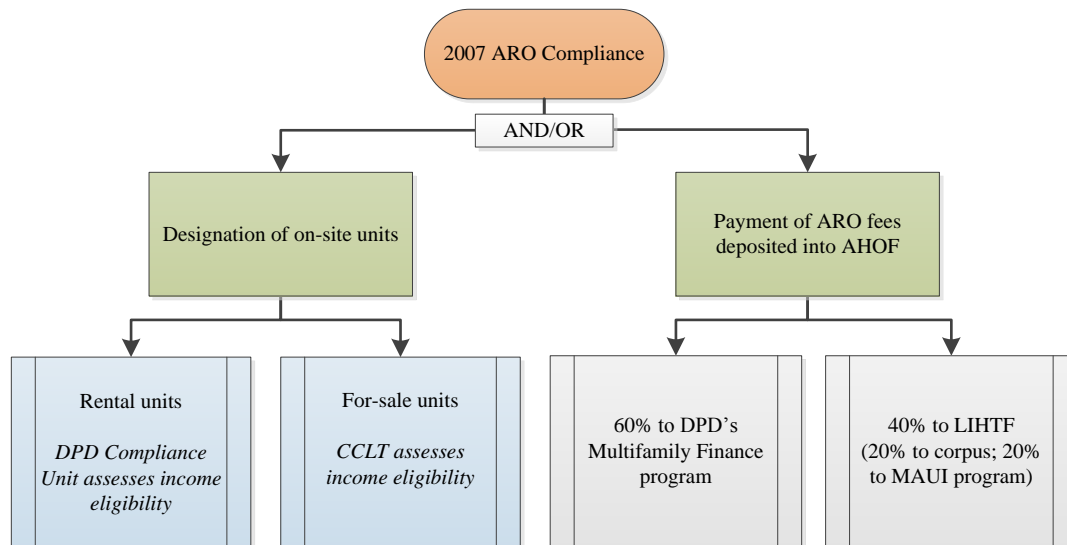 2007 ARO Compliance
AND/OR
Designation of on-site units
Payment of ARO fees
deposited into AHOF
Rental units
DPD Compliance
Unit assesses income
eligibility
For-sale units
CCLT assesses
income eligibility
60% to DPD’s
Multifamily Finance
program
40% to LIHTF
(20% to corpus; 20%
to MAUI program)